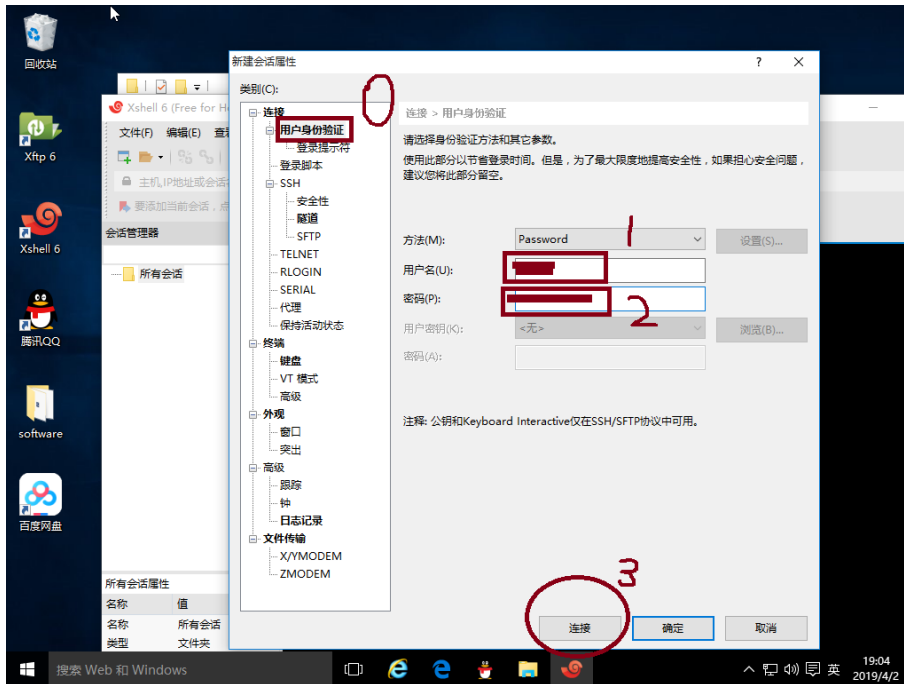 回收站
Xftp 6
Xshell 6
腾讯QQ
software
百度网盘
Xshell 6 (Free for H
文件(F) 编辑(E) 查
主机,IP地址或会话
要添加当前会话，点
会话管理器
所有会话
所有会话属性
名称 值
名称 所有会话
类型 文件夹
新建会话属性
? ×
类别(C):
0
连接
用户身份验证
登录提示符
登录脚本
SSH
安全性
隧道
SFTP
TELNET
RLOGIN
SERIAL
代理
保持活动状态
终端
键盘
VT 模式
高级
外观
窗口
突出
高级
跟踪
钟
日志记录
文件传输
X/YMODEM
ZMODEM
连接 > 用户身份验证
请选择身份验证方法和其它参数。
使用此部分以节省登录时间。但是，为了最大限度地提高安全性，如果担心安全问题，
建议您将此部分留空。
1
方法(M): Password 设置(S)...
用户名(U):
密码(P):
2
用户密钥(K): <无> 浏览(B)...
密码(A):
注释: 公钥和Keyboard Interactive仅在SSH/SFTP协议中可用。
3
连接 确定 取消
搜索 Web 和 Windows
英
19:04
2019/4/2